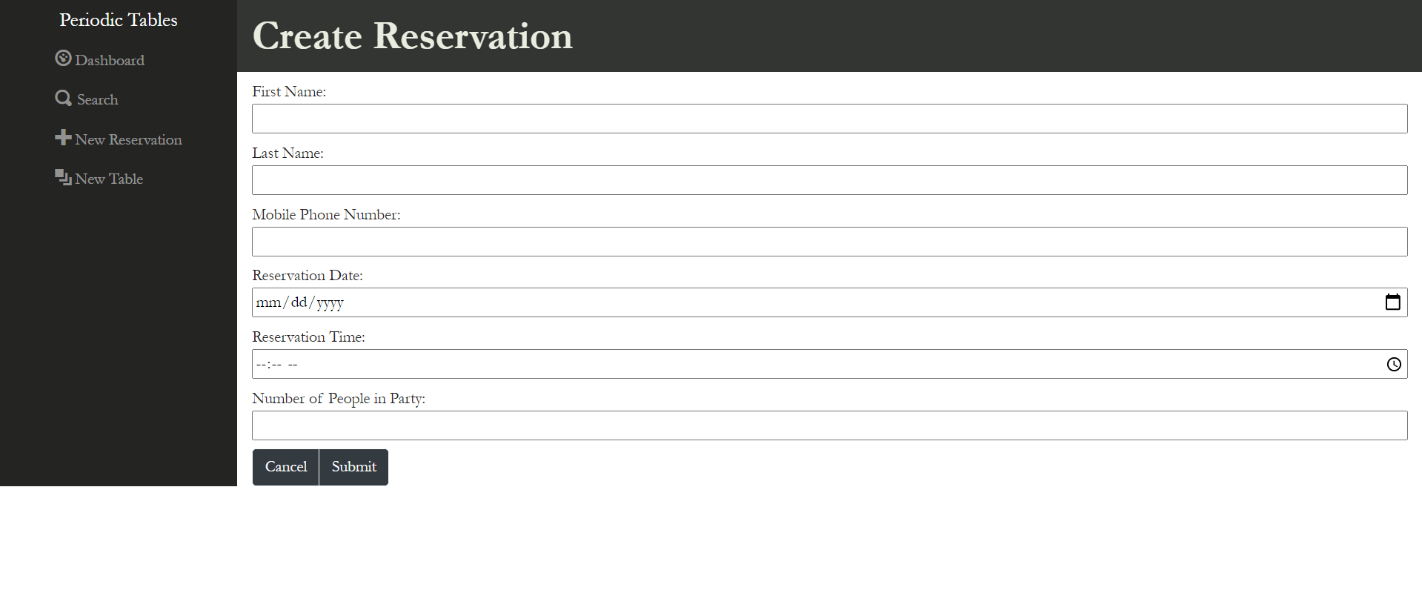 Periodic Tables
Dashboard
Search
New Reservation
New Table
Create Reservation
First Name:
Last Name:
Mobile Phone Number:
Reservation Date:
mm/dd/yyyy
Reservation Time:
--:-- --
Number of People in Party:
Cancel Submit